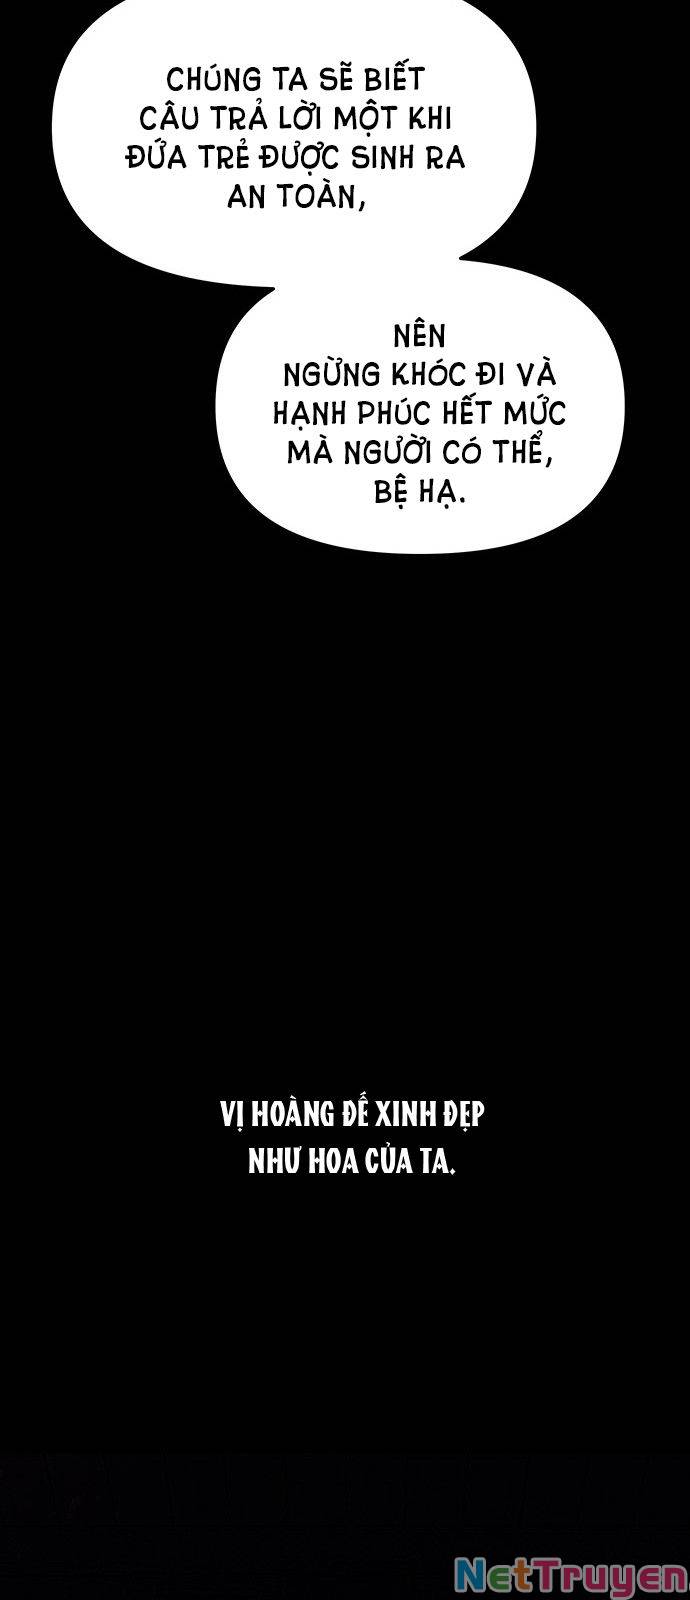 CHÚNG TA SẼ BIẾT
CÂU TRẢ LỜI MỘT KHI
ĐỨA TRẺ ĐƯỢC SINH RA
AN TOÀN,
NÊN
NGỪNG KHÓC ĐI VÀ
HẠNH PHÚC HẾT MỨC
MÀ NGƯỜI CÓ THỂ,
BỆ HẠ.
VỊ HOÀNG ĐẾ XINH ĐẸP
NHƯ HOA CỦA TA.
NetTruyen